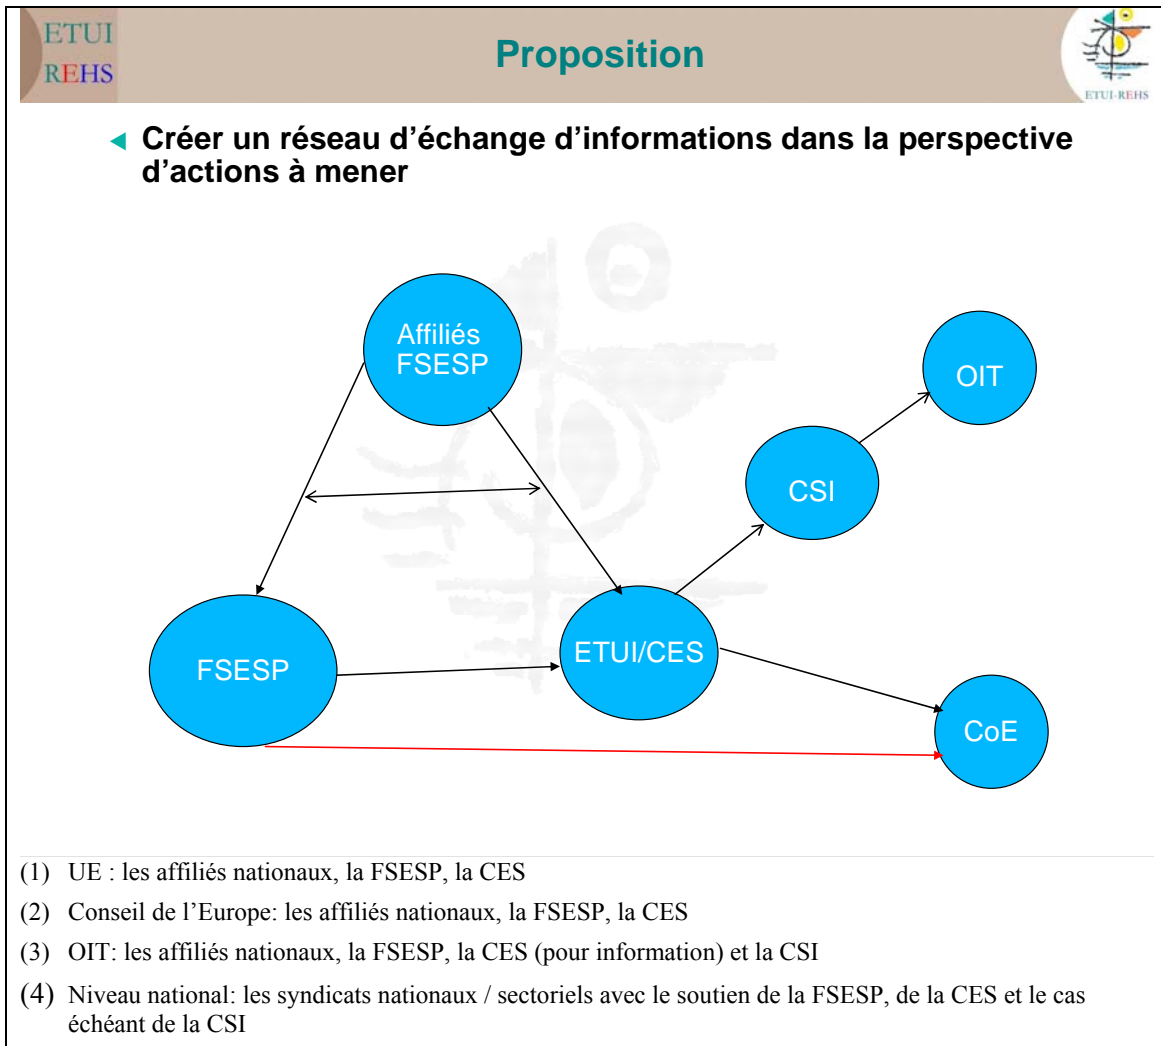 ETUI
REHS
Proposition
ETUI-REHS
Créer un réseau d'échange d'informations dans la perspective
d'actions à mener
Affiliés
FSESP
OIT
CSI
ETUI/CES
FSESP
CoE
(1) UE : les affiliés nationaux, la FSESP, la CES
(2) Conseil de l'Europe: les affiliés nationaux, la FSESP, la CES
(3) OIT: les affiliés nationaux, la FSESP, la CES (pour information) et la CSI
(4) Niveau national: les syndicats nationaux / sectoriels avec le soutien de la FSESP, de la CES et le cas
échéant de la CSI